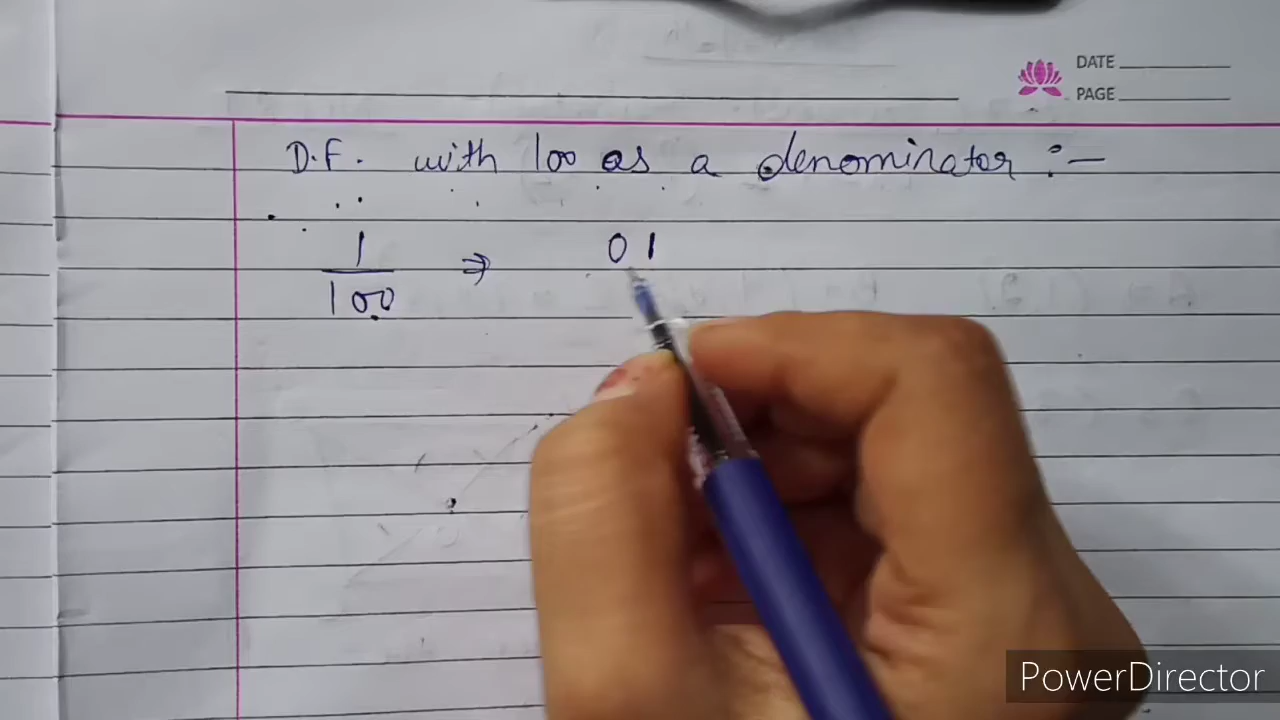 DATE
PAGE
D.F. with 100 as a denominator :-
1
100
⇒ 01
PowerDirector